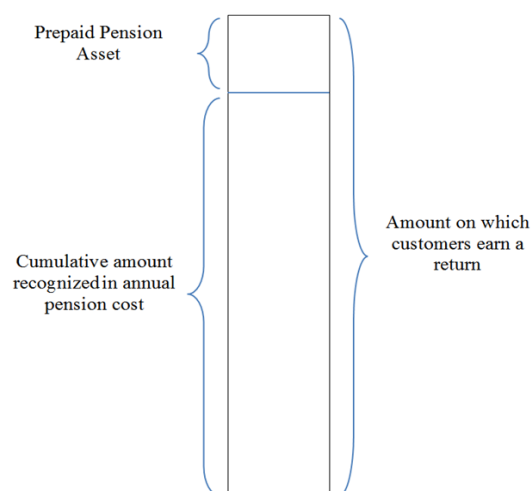 Prepaid Pension
Asset
Amount on which
customers earn a
return
Cumulative amount
recognized in annual
pension cost